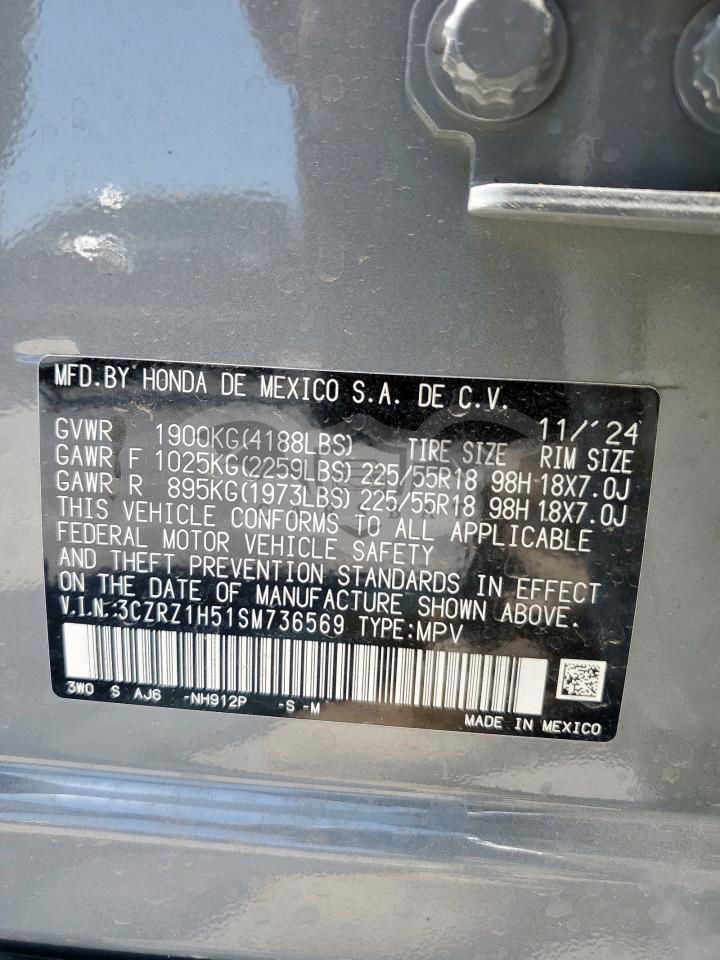 MFD.BY HONDA DE MEXICO S.A. DE C.V.
11/'24
GVWR 1900KG(4188LBS) TIRE SIZE RIM SIZE
GAWR F 1025KG(2259LBS) 225/55R18 98H 18X7.0J
GAWR R 895KG(1973LBS) 225/55R18 98H 18X7.0J
THIS VEHICLE CONFORMS TO ALL APPLICABLE
FEDERAL MOTOR VEHICLE SAFETY
AND THEFT PREVENTION STANDARDS IN EFFECT
ON THE DATE OF MANUFACTURE SHOWN ABOVE.
V.I.N.:3CZRZ1H51SM736569 TYPE:MPV
3W0 S AJ6 -NH912P -S -M
MADE IN MEXICO